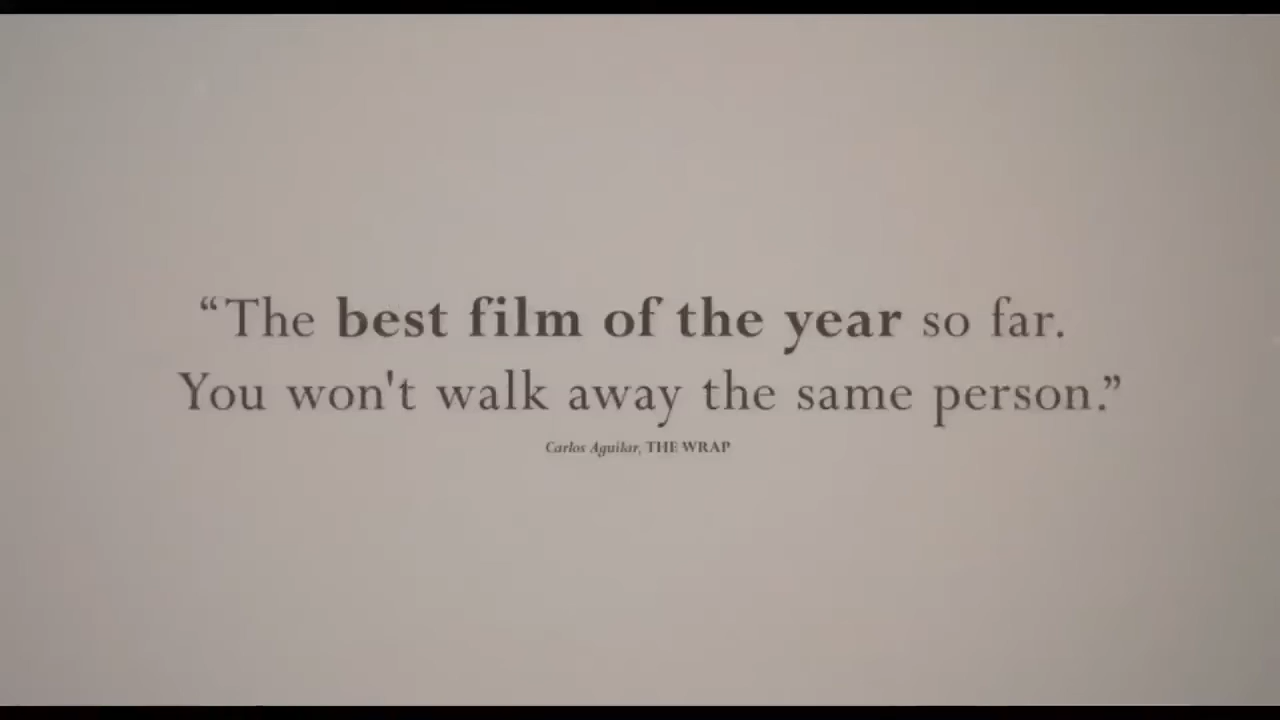 “The best film of the year so far.
You won't walk away the same person.”
Carlos Aguilar, THE WRAP